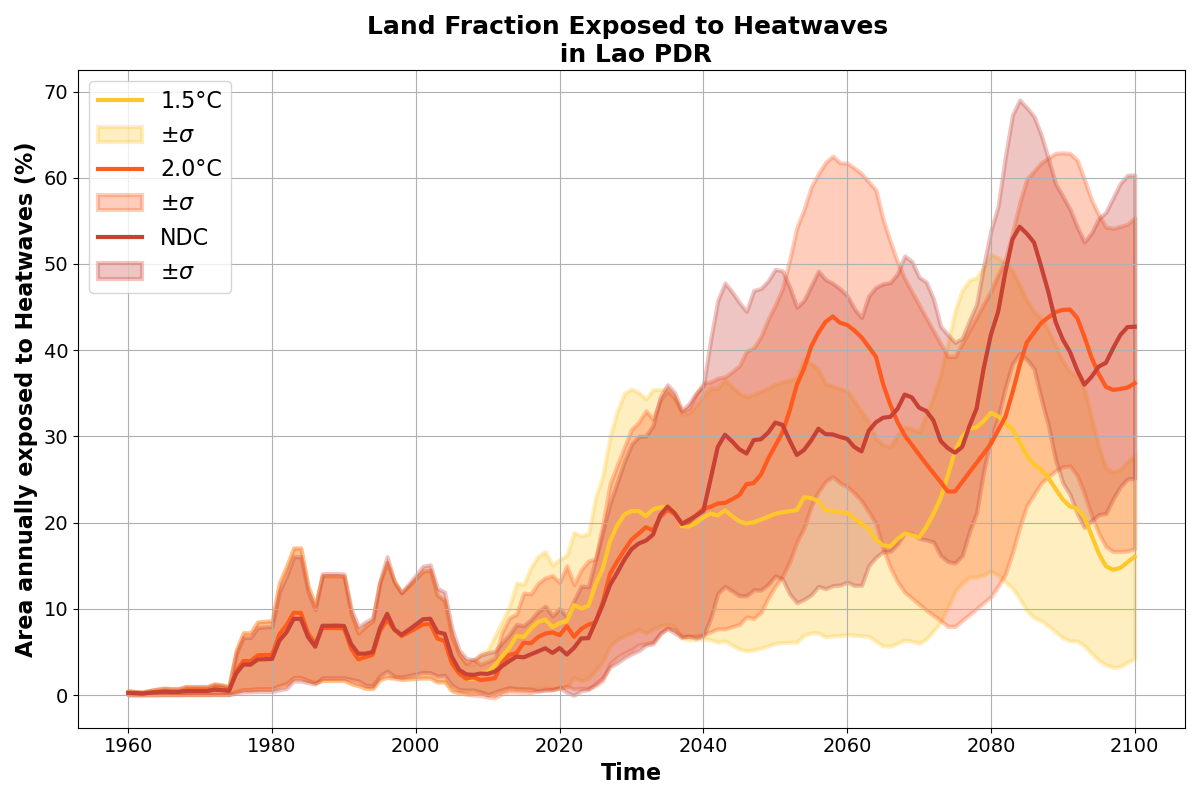 Land Fraction Exposed to Heatwaves
in Lao PDR
Area annually exposed to Heatwaves (%)
70
60
50
40
30
20
10
0
1.5°C
±σ
2.0°C
±σ
NDC
±σ
1960 1980 2000 2020 2040 2060 2080 2100
Time